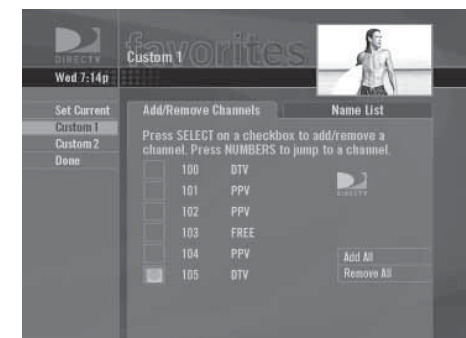 DIRECTV
favorites
Custom 1
Wed 7:14p
Set Current
Custom 1
Custom 2
Done
Add/Remove Channels
Name List
Press SELECT on a checkbox to add/remove a
channel. Press NUMBERS to jump to a channel.
100 DTV
101 PPV
102 PPV
103 FREE
104 PPV
105 DTV
DIRECTV
Add All
Remove All